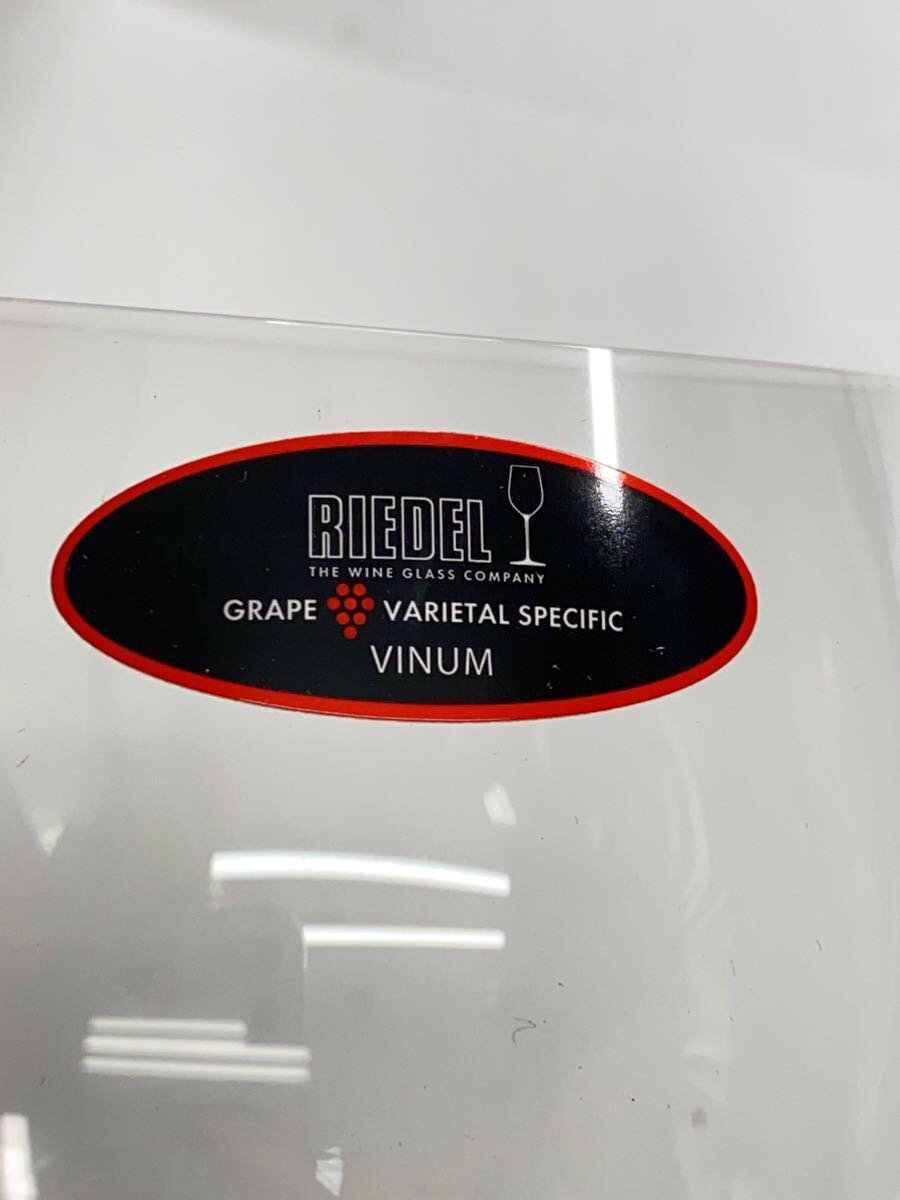 RIEDEL
THE WINE GLASS COMPANY
GRAPE VARIETAL SPECIFIC
VINUM